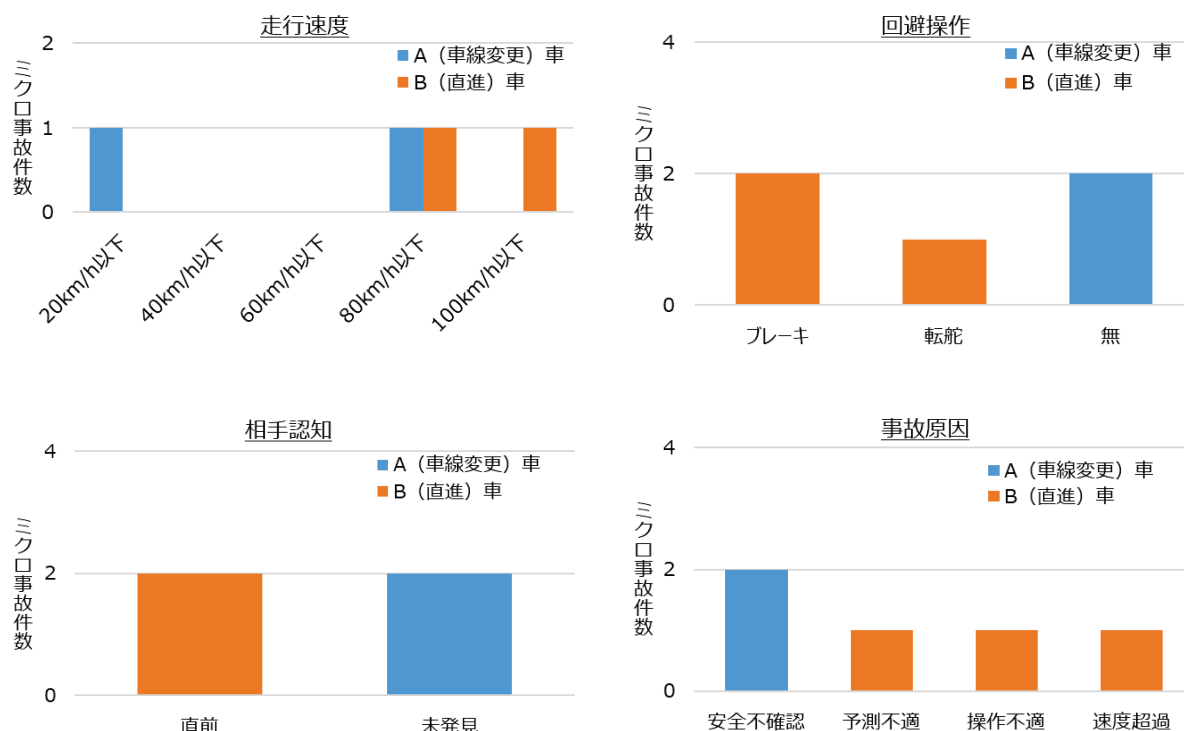 走行速度
A（車線変更）車
B（直進）車
ミクロ事故件数
2
1
0
20km/h以下
40km/h以下
60km/h以下
80km/h以下
100km/h以下
回避操作
A（車線変更）車
B（直進）車
ミクロ事故件数
4
2
0
ブレーキ
転舵
無
相手認知
A（車線変更）車
B（直進）車
ミクロ事故件数
4
2
0
直前
未発見
事故原因
A（車線変更）車
B（直進）車
ミクロ事故件数
4
2
0
安全不確認
予測不適
操作不適
速度超過